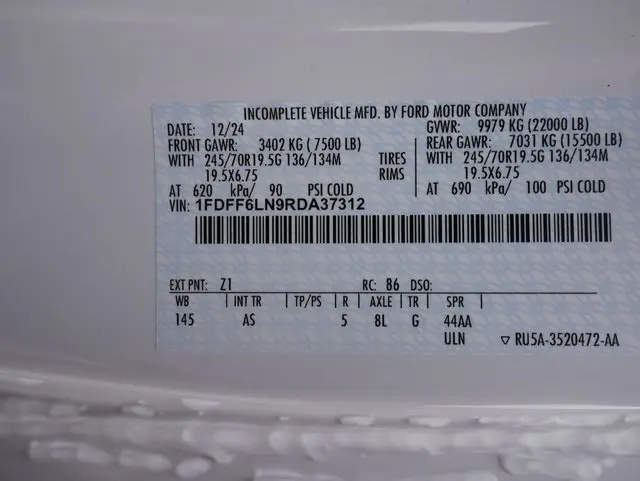 INCOMPLETE VEHICLE MFD. BY FORD MOTOR COMPANY
DATE: 12/24 GVWR: 9979 KG (22000 LB)
FRONT GAWR: 3402 KG ( 7500 LB) REAR GAWR: 7031 KG (15500 LB)
WITH 245/70R19.5G 136/134M TIRES WITH 245/70R19.5G 136/134M
19.5X6.75 RIMS 19.5X6.75
AT 620 kPa/ 90 PSI COLD AT 690 kPa/ 100 PSI COLD
VIN: 1FDFF6LN9RDA37312
EXT PNT: Z1 RC: 86 DSO:
WB INT TR TP/PS R AXLE TR SPR
145 AS 5 8L G 44AA
ULN ▽ RU5A-3520472-AA